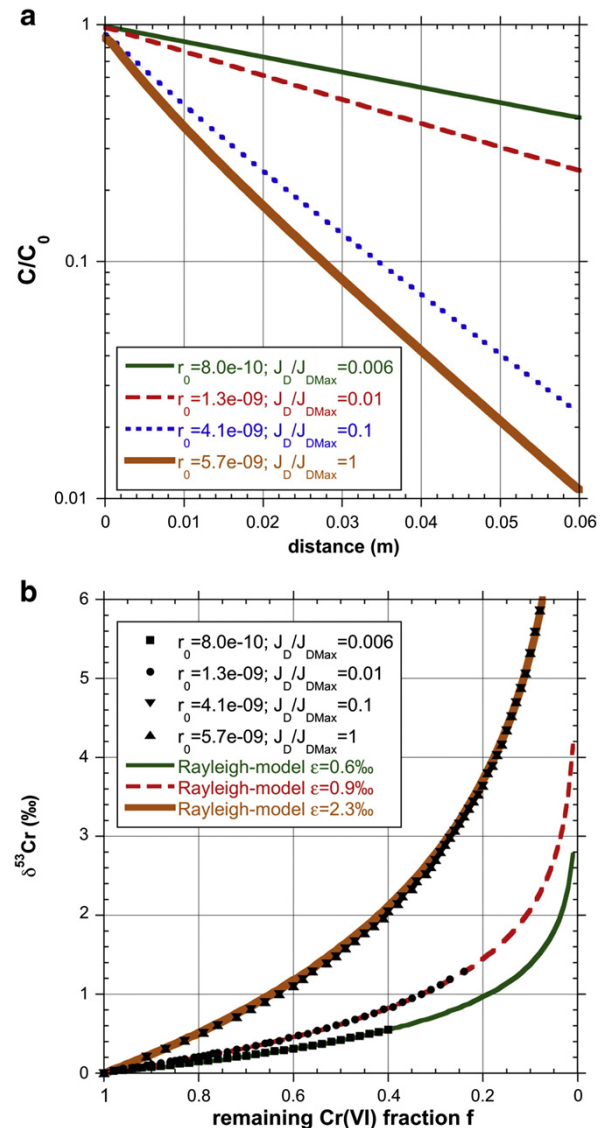 a
1
0.1
0.01
C/C0
r0=8.0e-10; JD/JDMax=0.006
r0=1.3e-09; JD/JDMax=0.01
r0=4.1e-09; JD/JDMax=0.1
r0=5.7e-09; JD/JDMax=1
0 0.01 0.02 0.03 0.04 0.05 0.06
distance (m)
b
6
5
4
3
2
1
0
δ53Cr (‰)
r0=8.0e-10; JD/JDMax=0.006
r0=1.3e-09; JD/JDMax=0.01
r0=4.1e-09; JD/JDMax=0.1
r0=5.7e-09; JD/JDMax=1
Rayleigh-model ε=0.6‰
Rayleigh-model ε=0.9‰
Rayleigh-model ε=2.3‰
1 0.8 0.6 0.4 0.2 0
remaining Cr(VI) fraction f